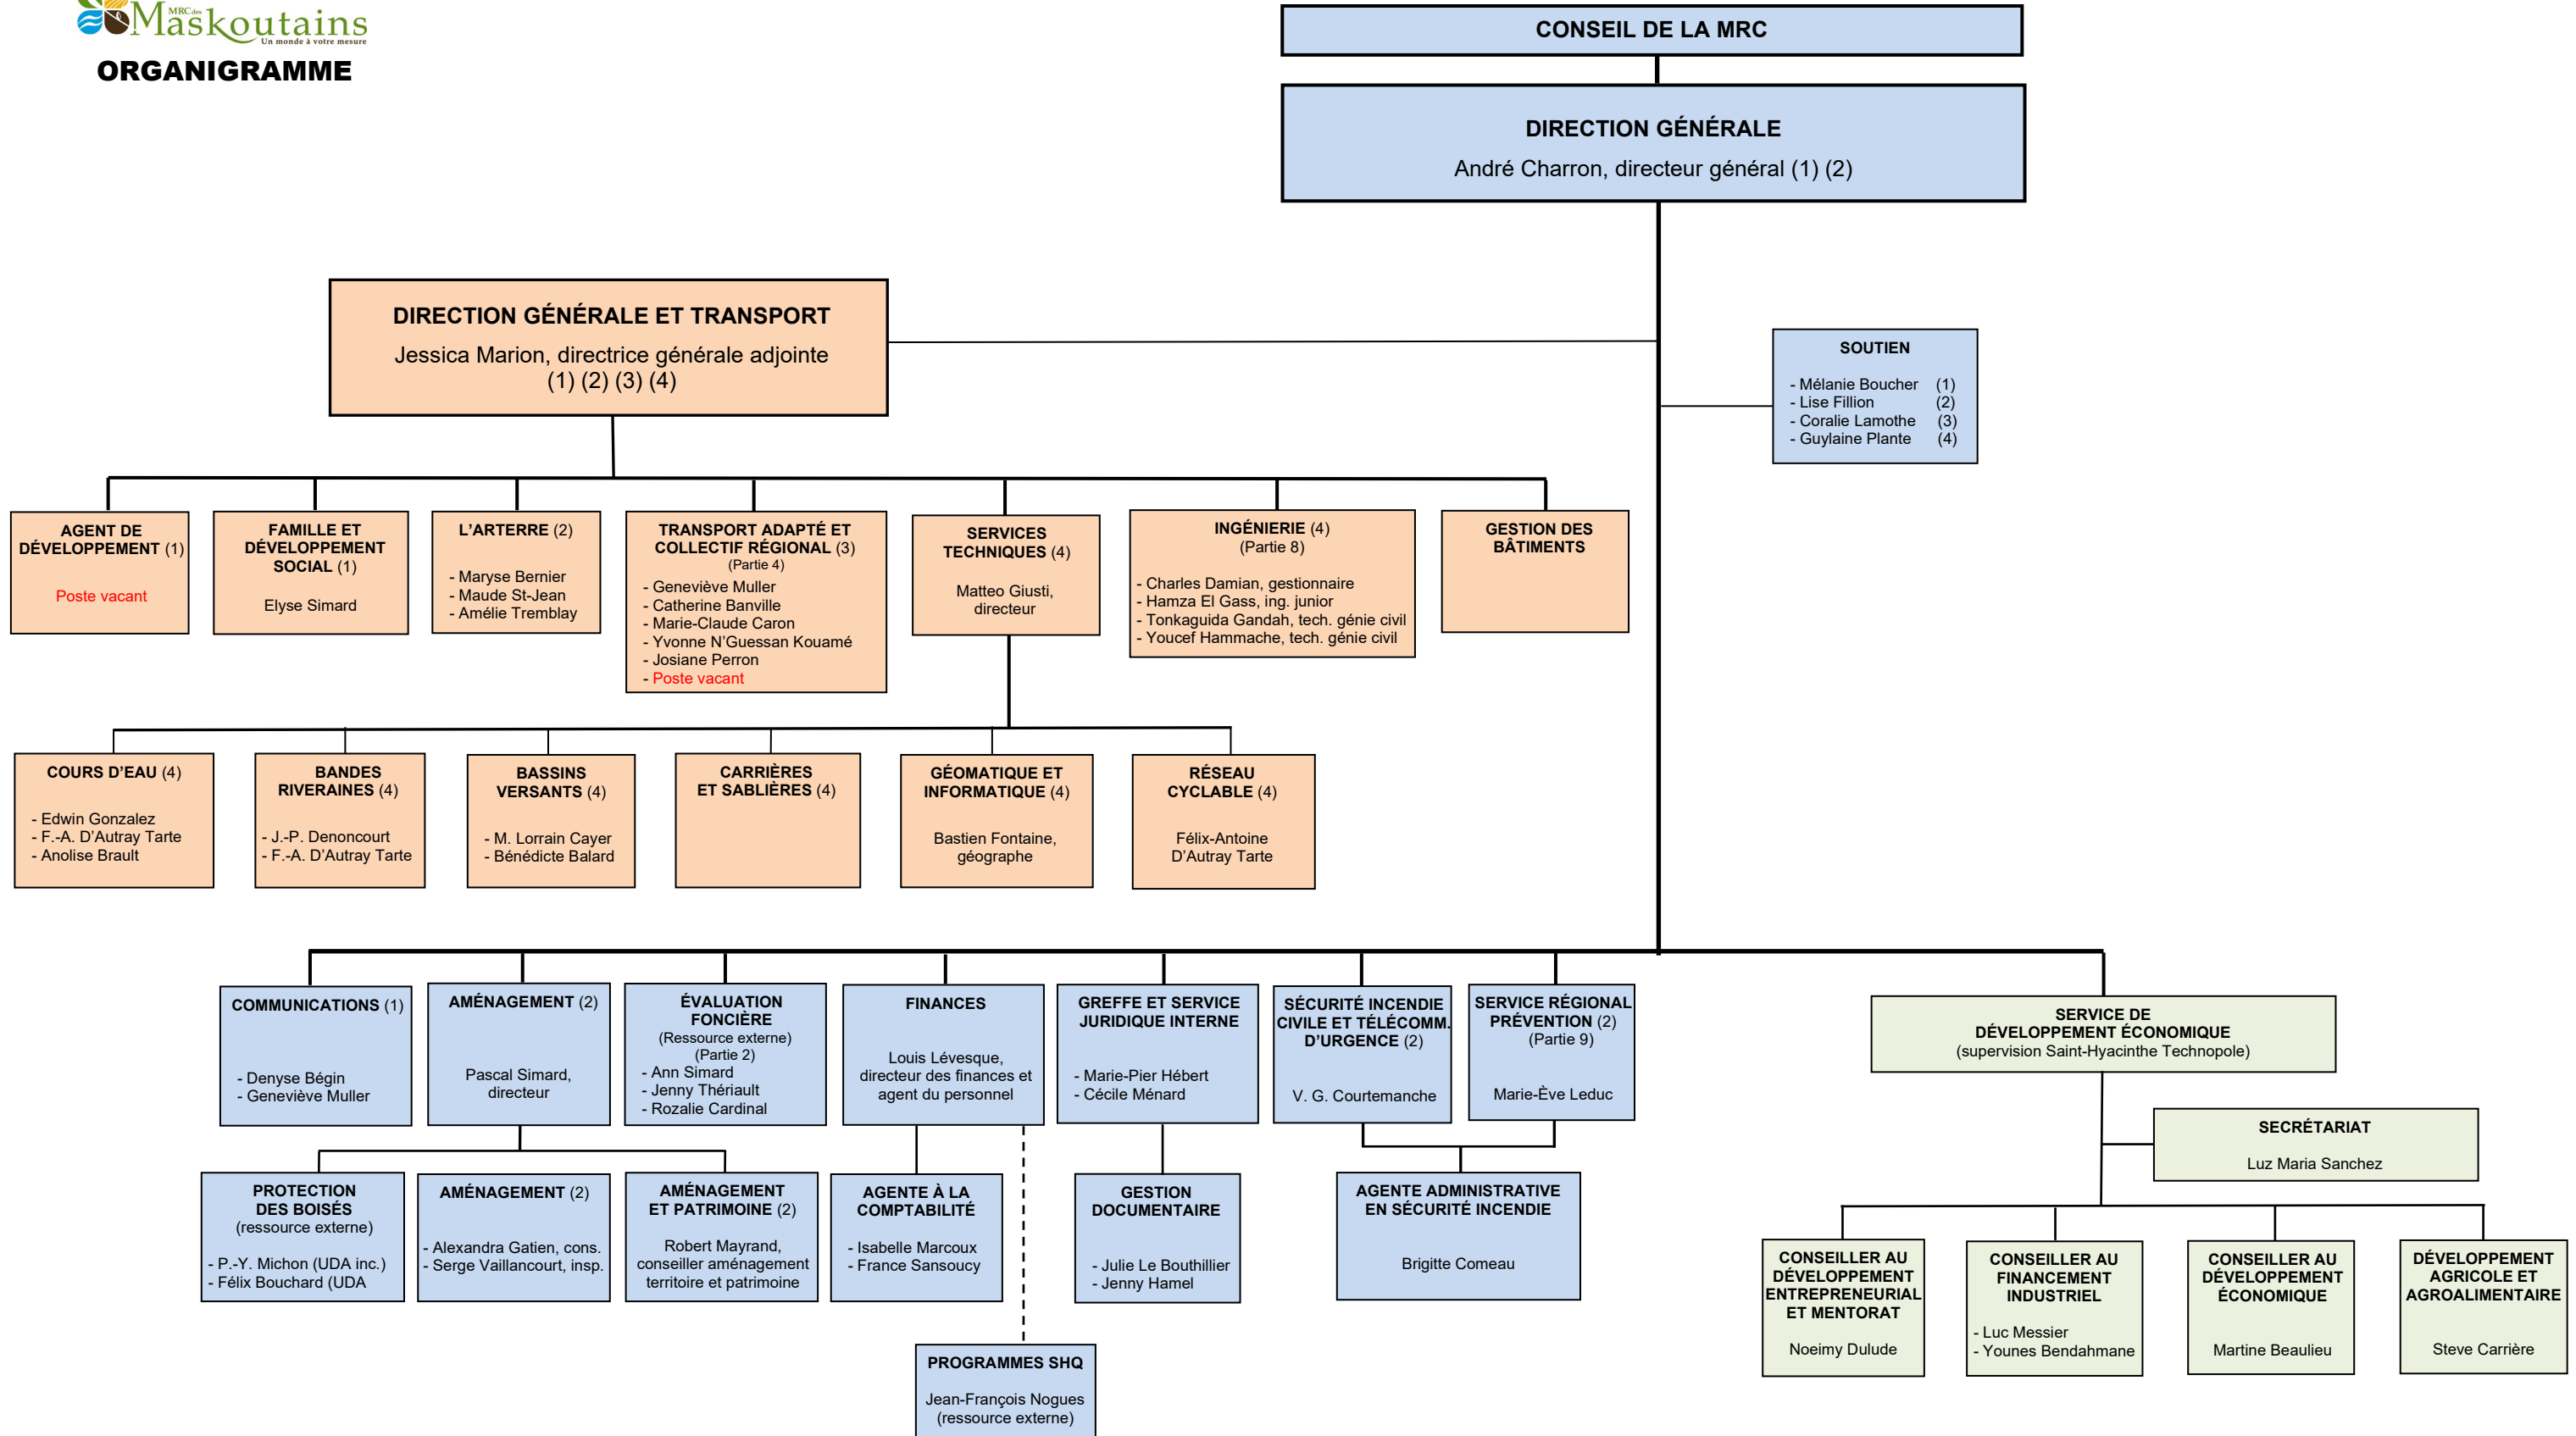 MRC des
Maskoutains
Un monde à votre mesure
ORGANIGRAMME
CONSEIL DE LA MRC
DIRECTION GÉNÉRALE
André Charron, directeur général (1) (2)
DIRECTION GÉNÉRALE ET TRANSPORT
Jessica Marion, directrice générale adjointe
(1) (2) (3) (4)
SOUTIEN
- Mélanie Boucher (1)
- Lise Fillion (2)
- Coralie Lamothe (3)
- Guylaine Plante (4)
AGENT DE
DÉVELOPPEMENT (1)
Poste vacant
FAMILLE ET
DÉVELOPPEMENT
SOCIAL (1)
Elyse Simard
L'ARTERRE (2)
- Maryse Bernier
- Maude St-Jean
- Amélie Tremblay
TRANSPORT ADAPTÉ ET
COLLECTIF RÉGIONAL (3)
(Partie 4)
- Geneviève Muller
- Catherine Banville
- Marie-Claude Caron
- Yvonne N'Guessan Kouamé
- Josiane Perron
- Poste vacant
SERVICES
TECHNIQUES (4)
Matteo Giusti,
directeur
INGÉNIERIE (4)
(Partie 8)
- Charles Damian, gestionnaire
- Hamza El Gass, ing. junior
- Tonkaguida Gandah, tech. génie civil
- Youcef Hammache, tech. génie civil
GESTION DES
BÂTIMENTS
COURS D'EAU (4)
- Edwin Gonzalez
- F.-A. D'Autray Tarte
- Anolise Brault
BANDES
RIVERAINES (4)
- J.-P. Denoncourt
- F.-A. D'Autray Tarte
BASSINS
VERSANTS (4)
- M. Lorrain Cayer
- Bénédicte Balard
CARRIÈRES
ET SABLIÈRES (4)
GÉOMATIQUE ET
INFORMATIQUE (4)
Bastien Fontaine,
géographe
RÉSEAU
CYCLABLE (4)
Félix-Antoine
D'Autray Tarte
COMMUNICATIONS (1)
- Denyse Bégin
- Geneviève Muller
AMÉNAGEMENT (2)
Pascal Simard,
directeur
ÉVALUATION
FONCIÈRE
(Ressource externe)
(Partie 2)
- Ann Simard
- Jenny Thériault
- Rozalie Cardinal
FINANCES
Louis Lévesque,
directeur des finances et
agent du personnel
GREFFE ET SERVICE
JURIDIQUE INTERNE
- Marie-Pier Hébert
- Cécile Ménard
SÉCURITÉ INCENDIE
CIVILE ET TÉLÉCOMM.
D'URGENCE (2)
V. G. Courtemanche
SERVICE RÉGIONAL
PRÉVENTION (2)
(Partie 9)
Marie-Ève Leduc
SERVICE DE
DÉVELOPPEMENT ÉCONOMIQUE
(supervision Saint-Hyacinthe Technopole)
SECRÉTARIAT
Luz Maria Sanchez
PROTECTION
DES BOISÉS
(ressource externe)
- P.-Y. Michon (UDA inc.)
- Félix Bouchard (UDA
AMÉNAGEMENT (2)
- Alexandra Gatien, cons.
- Serge Vaillancourt, insp.
AMÉNAGEMENT
ET PATRIMOINE (2)
Robert Mayrand,
conseiller aménagement
territoire et patrimoine
AGENTE À LA
COMPTABILITÉ
- Isabelle Marcoux
- France Sansoucy
GESTION
DOCUMENTAIRE
- Julie Le Bouthillier
- Jenny Hamel
AGENTE ADMINISTRATIVE
EN SÉCURITÉ INCENDIE
Brigitte Comeau
CONSEILLER AU
DÉVELOPPEMENT
ENTREPRENEURIAL
ET MENTORAT
Noeimy Dulude
CONSEILLER AU
FINANCEMENT
INDUSTRIEL
- Luc Messier
- Younes Bendahmane
CONSEILLER AU
DÉVELOPPEMENT
ÉCONOMIQUE
Martine Beaulieu
DÉVELOPPEMENT
AGRICOLE ET
AGROALIMENTAIRE
Steve Carrière
PROGRAMMES SHQ
Jean-François Nogues
(ressource externe)